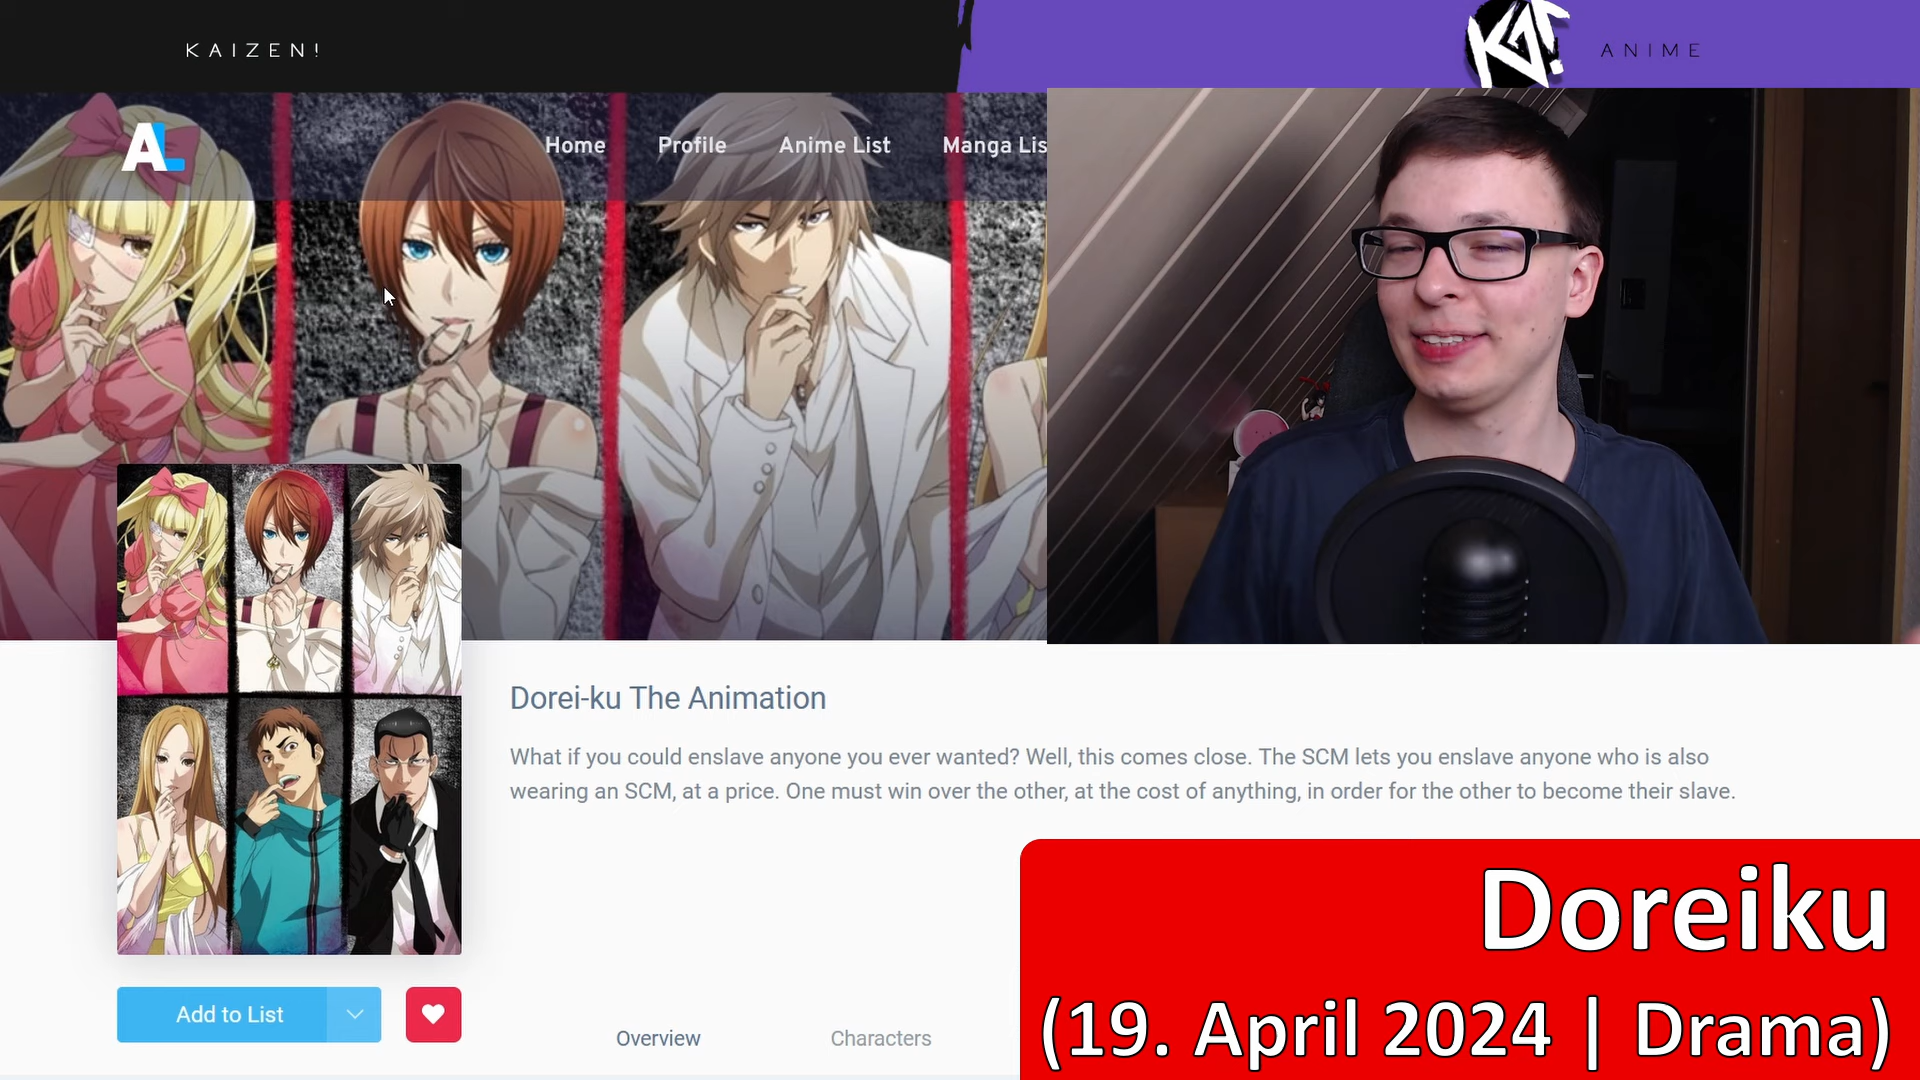 KAIZEN!
KAI!
ANIME
AL
Home Profile Anime List Manga Lis
Dorei-ku The Animation
What if you could enslave anyone you ever wanted? Well, this comes close. The SCM lets you enslave anyone who is also
wearing an SCM, at a price. One must win over the other, at the cost of anything, in order for the other to become their slave.
Doreiku
(19. April 2024 | Drama)
Add to List
Overview Characters